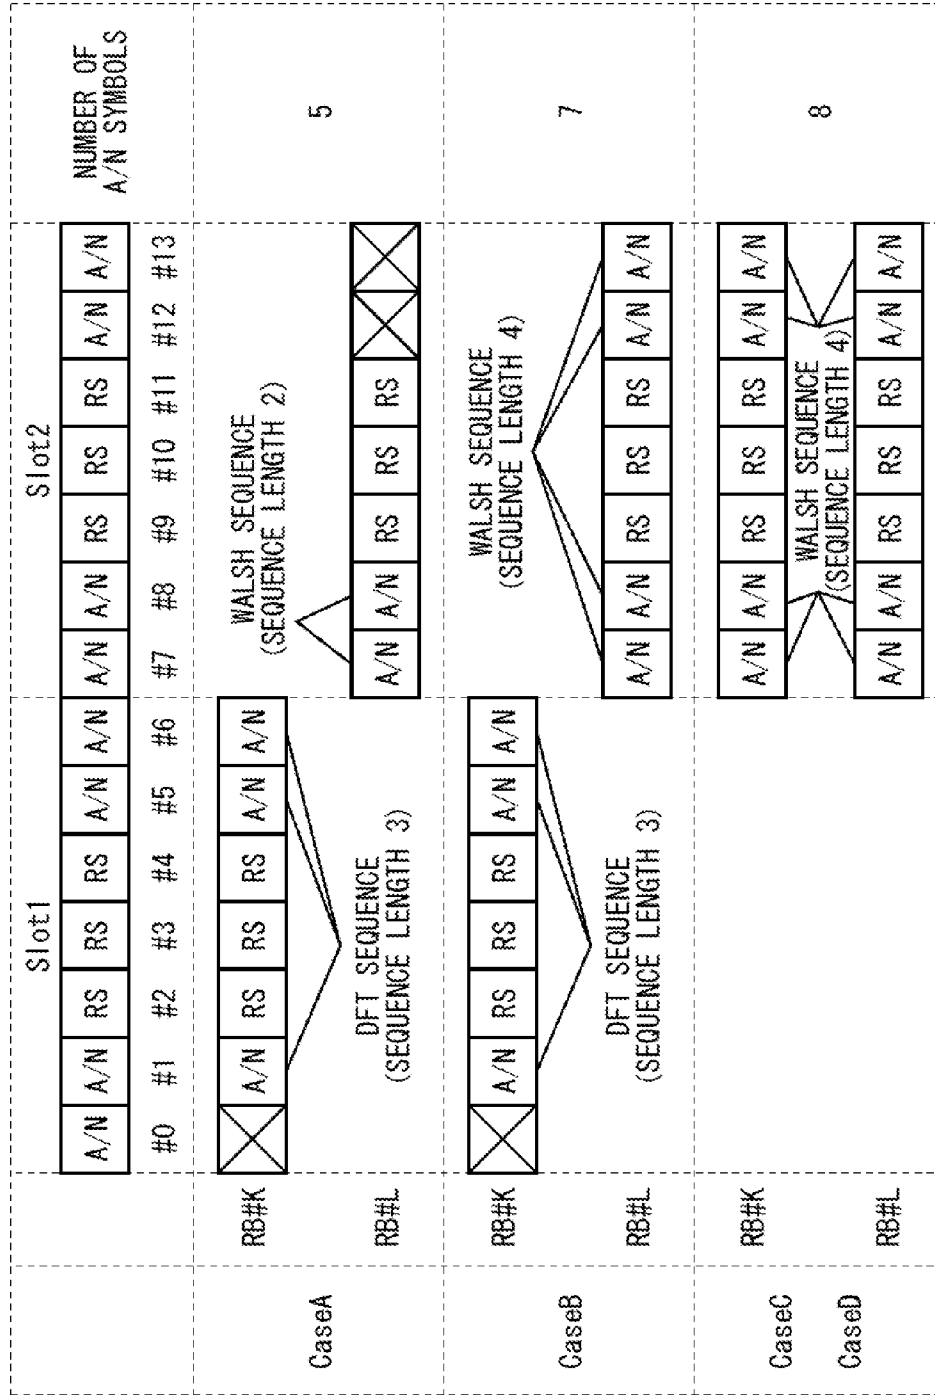 Slot1 Slot2 NUMBER OF
A/N SYMBOLS
A/N A/N RS RS RS A/N A/N A/N A/N RS RS RS A/N A/N
#0 #1 #2 #3 #4 #5 #6 #7 #8 #9 #10 #11 #12 #13
CaseA
RB#K A/N RS RS RS A/N A/N
WALSH SEQUENCE
(SEQUENCE LENGTH 2)
5
RB#L A/N A/N RS RS RS
DFT SEQUENCE
(SEQUENCE LENGTH 3)
CaseB
RB#K A/N RS RS RS A/N A/N
WALSH SEQUENCE
(SEQUENCE LENGTH 4)
7
RB#L A/N A/N RS RS RS A/N A/N
DFT SEQUENCE
(SEQUENCE LENGTH 3)
CaseC
CaseD
RB#K A/N A/N RS RS RS A/N A/N
WALSH SEQUENCE
(SEQUENCE LENGTH 4)
8
RB#L A/N A/N RS RS RS A/N A/N